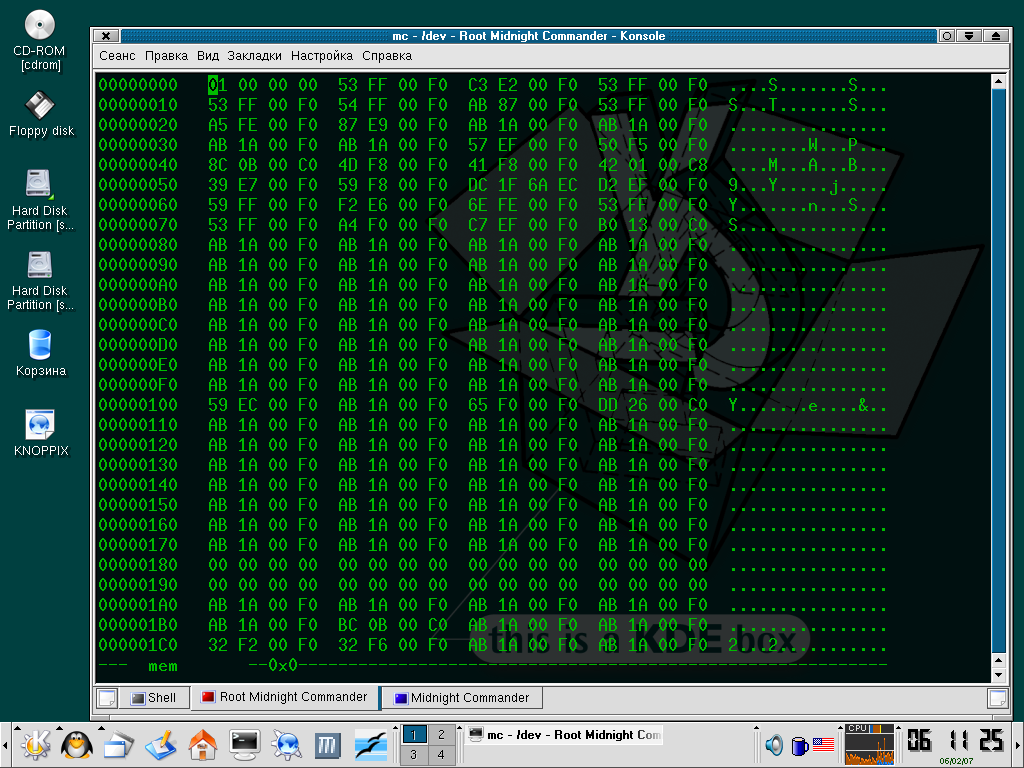 CD-ROM
[cdrom]
Floppy disk
Hard Disk
Partition [s...
Hard Disk
Partition [s...
Корзина
KNOPPIX
mc - /dev - Root Midnight Commander - Konsole
Сеанс Правка Вид Закладки Настройка Справка
00000000 01 00 00 00 53 FF 00 F0 C3 E2 00 F0 53 FF 00 F0 ....S.......S...
00000010 53 FF 00 F0 54 FF 00 F0 AB 87 00 F0 53 FF 00 F0 S...T.......S...
00000020 A5 FE 00 F0 87 E9 00 F0 AB 1A 00 F0 AB 1A 00 F0 ................
00000030 AB 1A 00 F0 AB 1A 00 F0 57 EF 00 F0 50 F5 00 F0 ........W...P...
00000040 8C 0B 00 C0 4D F8 00 F0 41 F8 00 F0 42 01 00 C8 ....M...A...B...
00000050 39 E7 00 F0 59 F8 00 F0 DC 1F 6A EC D2 EF 00 F0 9...Y.....j.....
00000060 59 FF 00 F0 F2 E6 00 F0 6E FE 00 F0 53 FF 00 F0 Y.......n...S...
00000070 53 FF 00 F0 A4 F0 00 F0 C7 EF 00 F0 B0 13 00 C0 S...............
00000080 AB 1A 00 F0 AB 1A 00 F0 AB 1A 00 F0 AB 1A 00 F0 ................
00000090 AB 1A 00 F0 AB 1A 00 F0 AB 1A 00 F0 AB 1A 00 F0 ................
000000A0 AB 1A 00 F0 AB 1A 00 F0 AB 1A 00 F0 AB 1A 00 F0 ................
000000B0 AB 1A 00 F0 AB 1A 00 F0 AB 1A 00 F0 AB 1A 00 F0 ................
000000C0 AB 1A 00 F0 AB 1A 00 F0 AB 1A 00 F0 AB 1A 00 F0 ................
000000D0 AB 1A 00 F0 AB 1A 00 F0 AB 1A 00 F0 AB 1A 00 F0 ................
000000E0 AB 1A 00 F0 AB 1A 00 F0 AB 1A 00 F0 AB 1A 00 F0 ................
000000F0 AB 1A 00 F0 AB 1A 00 F0 AB 1A 00 F0 AB 1A 00 F0 ................
00000100 59 EC 00 F0 AB 1A 00 F0 65 F0 00 F0 DD 26 00 C0 Y.......e....&..
00000110 AB 1A 00 F0 AB 1A 00 F0 AB 1A 00 F0 AB 1A 00 F0 ................
00000120 AB 1A 00 F0 AB 1A 00 F0 AB 1A 00 F0 AB 1A 00 F0 ................
00000130 AB 1A 00 F0 AB 1A 00 F0 AB 1A 00 F0 AB 1A 00 F0 ................
00000140 AB 1A 00 F0 AB 1A 00 F0 AB 1A 00 F0 AB 1A 00 F0 ................
00000150 AB 1A 00 F0 AB 1A 00 F0 AB 1A 00 F0 AB 1A 00 F0 ................
00000160 AB 1A 00 F0 AB 1A 00 F0 AB 1A 00 F0 AB 1A 00 F0 ................
00000170 AB 1A 00 F0 AB 1A 00 F0 AB 1A 00 F0 AB 1A 00 F0 ................
00000180 00 00 00 00 00 00 00 00 00 00 00 00 00 00 00 00 ................
00000190 00 00 00 00 00 00 00 00 00 00 00 00 00 00 00 00 ................
000001A0 AB 1A 00 F0 AB 1A 00 F0 AB 1A 00 F0 AB 1A 00 F0 ................
000001B0 AB 1A 00 F0 BC 0B 00 C0 AB 1A 00 F0 AB 1A 00 F0 ................
000001C0 32 F2 00 F0 32 F6 00 F0 AB 1A 00 F0 AB 1A 00 F0 2...2...........
this is a KDE box
--- mem --0x0-----------------------------------------------------------
Shell Root Midnight Commander Midnight Commander
1 2
3 4
mc - /dev - Root Midnight Com
CPU
06 11 25
06/02/07